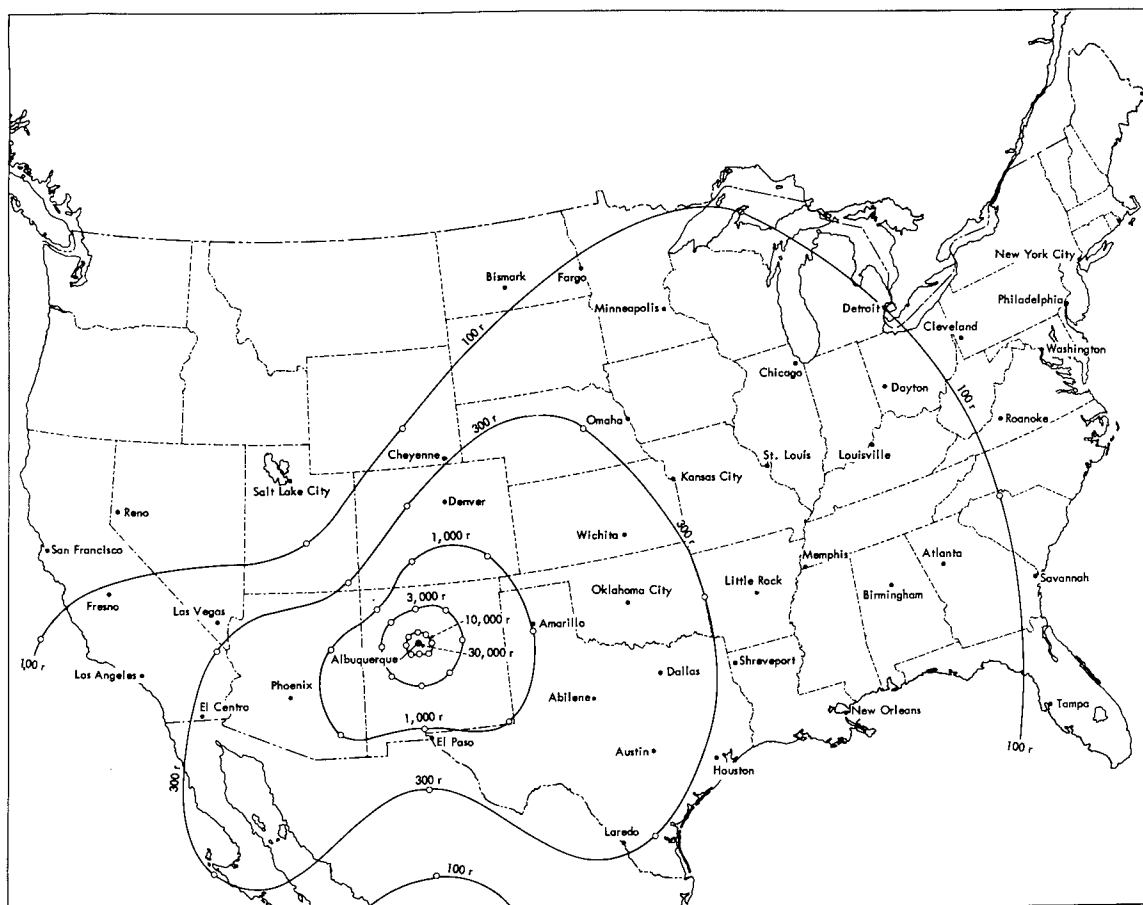 New York City
Bismark
Fargo
Philadelphia
Minneapolis
Detroit
100 r
Cleveland
Washington
Chicago
Dayton
100 r
300 r
Omaha
Roanoke
Cheyenne
St. Louis
Louisville
Salt Lake City
Kansas City
Denver
Reno
300 r
Wichita
1,000 r
San Francisco
Memphis
Atlanta
Little Rock
Savannah
Fresno
3,000 r
Oklahoma City
Birmingham
Las Vegas
10,000 r
Amarillo
30,000 r
Albuquerque
100 r
Shreveport
Los Angeles
Dallas
Phoenix
Abilene
Tampa
El Centro
New Orleans
1,000 r
El Paso
Austin
100 r
Houston
300 r
300 r
Laredo
100 r